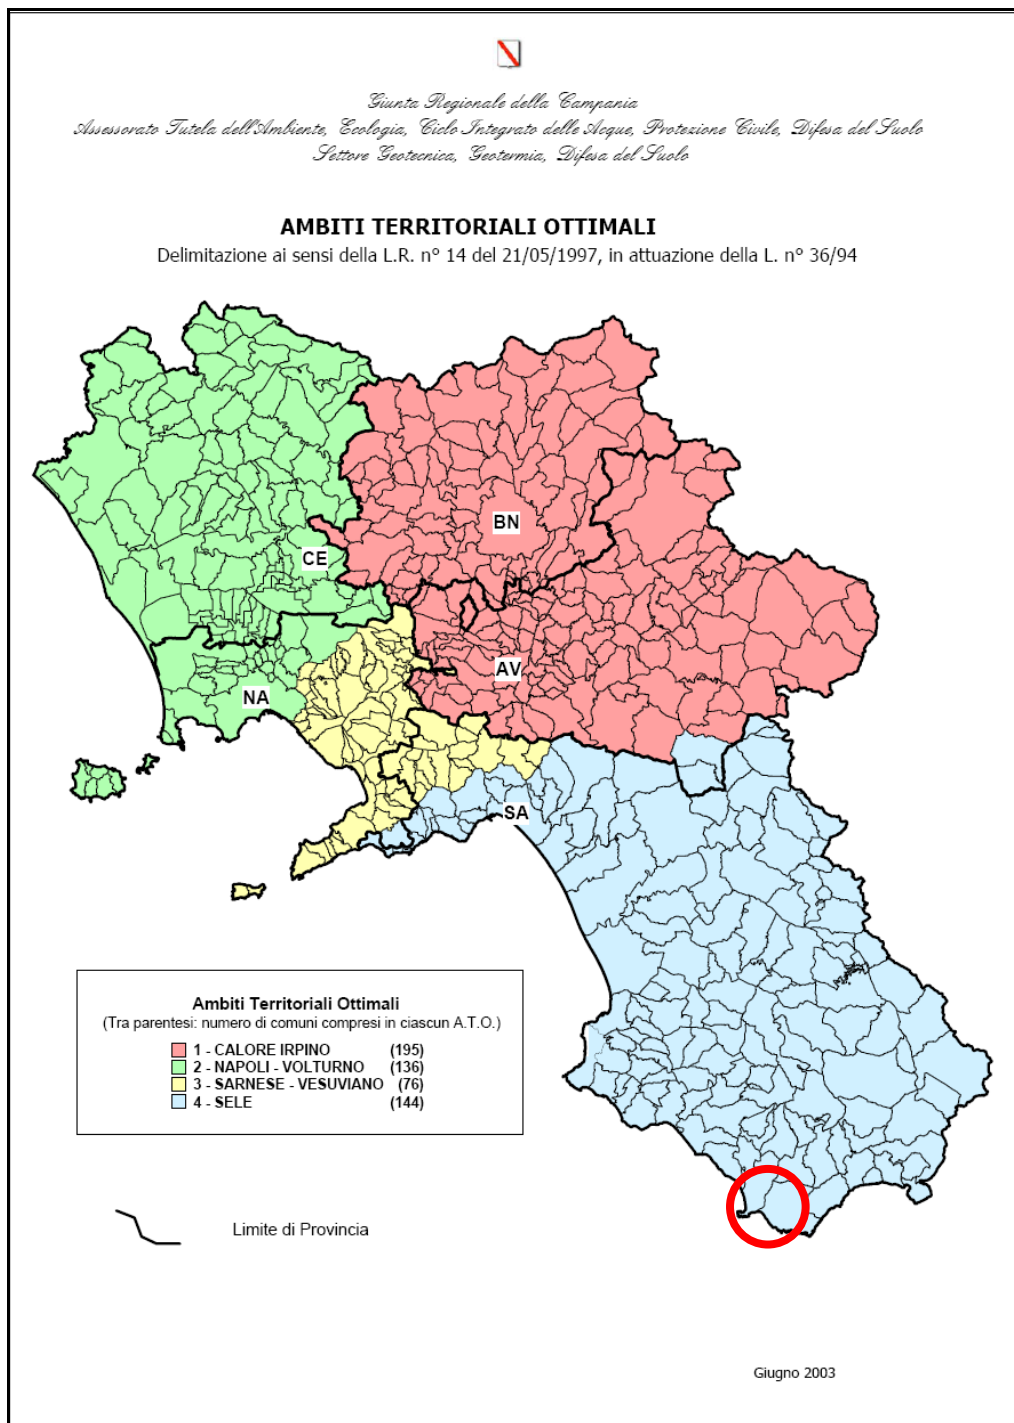 Giunta Regionale della Campania
Assessorato Tutela dell'Ambiente, Ecologia, Ciclo Integrato delle Acque, Protezione Civile, Difesa del Suolo
Settore Geotecnica, Geotermia, Difesa del Suolo
AMBITI TERRITORIALI OTTIMALI
Delimitazione ai sensi della L.R. n° 14 del 21/05/1997, in attuazione della L. n° 36/94
BN
CE
AV
NA
SA
Ambiti Territoriali Ottimali
(Tra parentesi: numero di comuni compresi in ciascun A.T.O.)
1 - CALORE IRPINO (195)
2 - NAPOLI - VOLTURNO (136)
3 - SARNESE - VESUVIANO (76)
4 - SELE (144)
Limite di Provincia
Giugno 2003